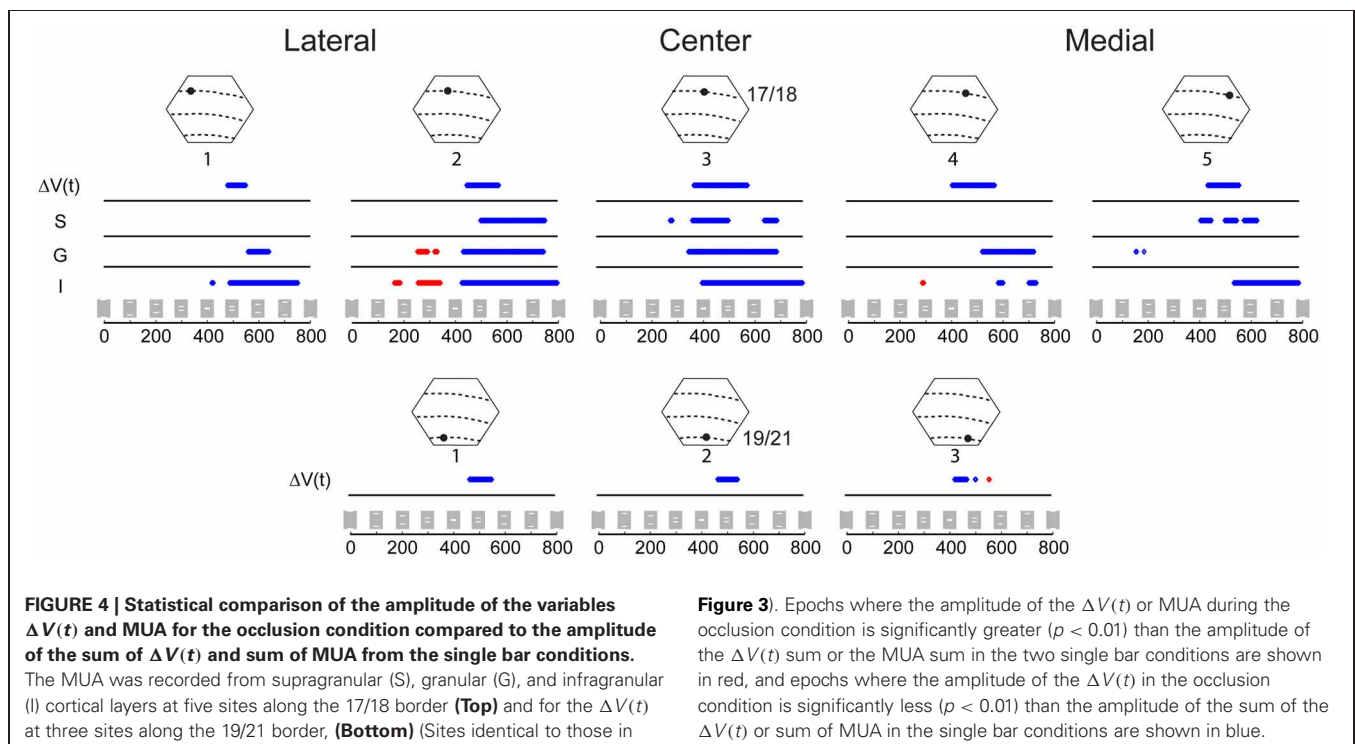 Lateral Center Medial
17/18
1 2 3 4 5
ΔV(t)
S
G
I
0 200 400 600 800 0 200 400 600 800 0 200 400 600 800 0 200 400 600 800 0 200 400 600 800
19/21
1 2 3
ΔV(t)
0 200 400 600 800 0 200 400 600 800 0 200 400 600 800
FIGURE 4 | Statistical comparison of the amplitude of the variables
ΔV(t) and MUA for the occlusion condition compared to the amplitude
of the sum of ΔV(t) and sum of MUA from the single bar conditions.
The MUA was recorded from supragranular (S), granular (G), and infragranular
(I) cortical layers at five sites along the 17/18 border (Top) and for the ΔV(t)
at three sites along the 19/21 border, (Bottom) (Sites identical to those in
Figure 3). Epochs where the amplitude of the ΔV(t) or MUA during the
occlusion condition is significantly greater (p < 0.01) than the amplitude of
the ΔV(t) sum or the MUA sum in the two single bar conditions are shown
in red, and epochs where the amplitude of the ΔV(t) in the occlusion
condition is significantly less (p < 0.01) than the amplitude of the sum of the
ΔV(t) or sum of MUA in the single bar conditions are shown in blue.